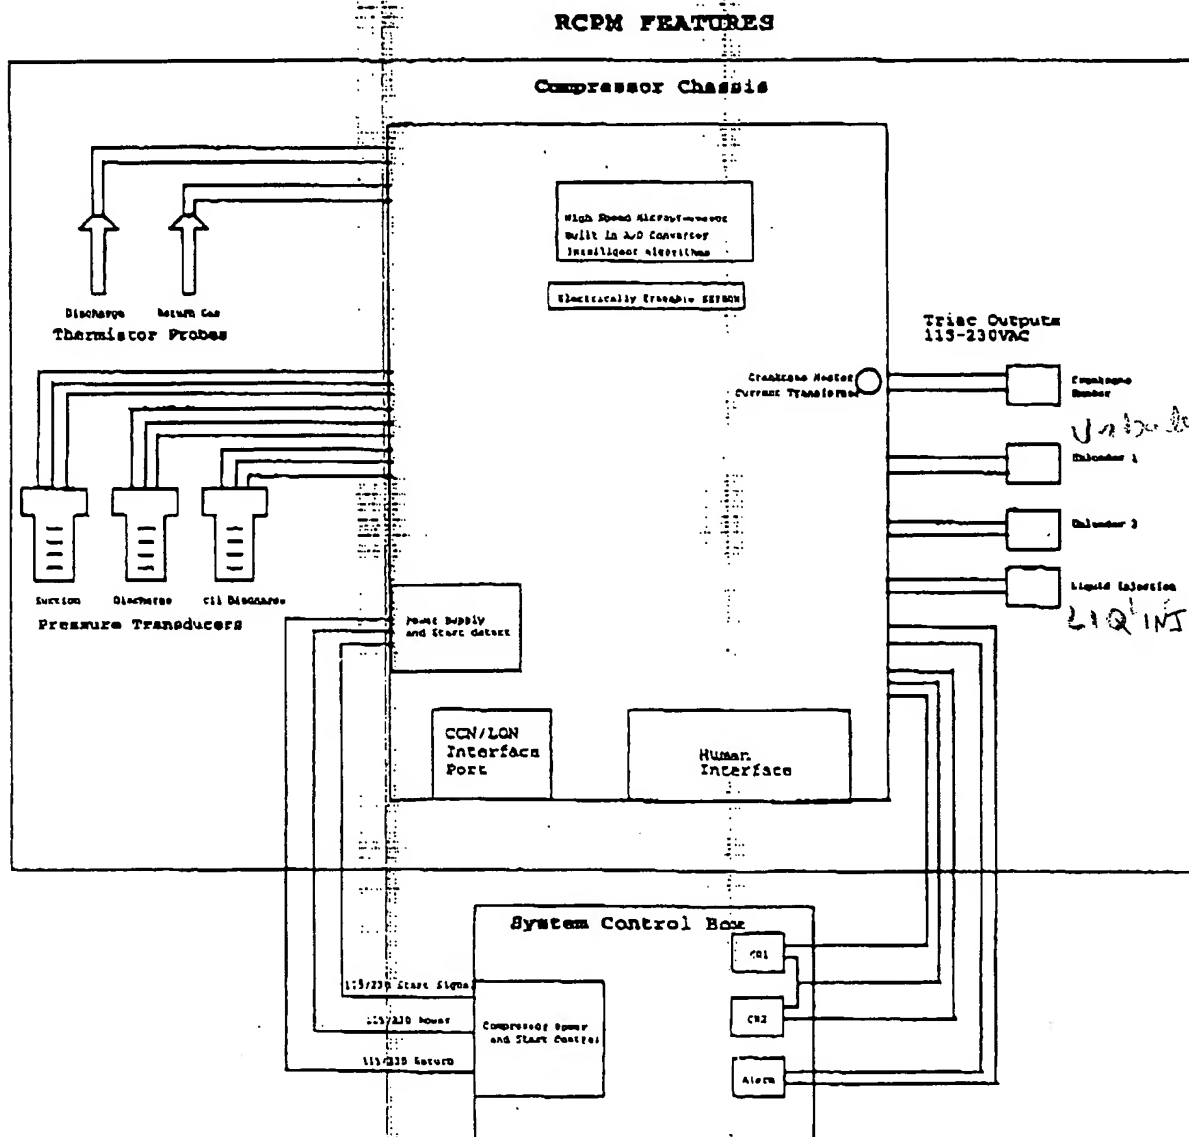 RCPM FEATURES
Compressor Chassis
High Speed Microprocessor
Built in A/D Converter
Intelligent Algorithms
Electrically Erasable EEPROM
Discharge
Return Gas
Thermistor Probes
Triac Outputs
115-230VAC
Crankcase Heater
Current Transformer
Crankcase
Heater
Unloader 1
Unloader 2
Liquid Injection
LIQ INJ
Suction
Discharge
Oil Discharge
Pressure Transducers
Power Supply
and Start detect
CCN/LON
Interface
Port
Human
Interface
System Control Box
CR1
115/230 Start Signal
115/230 Power
Compressor Power
and Start Control
CR2
115/230 Return
Alarm